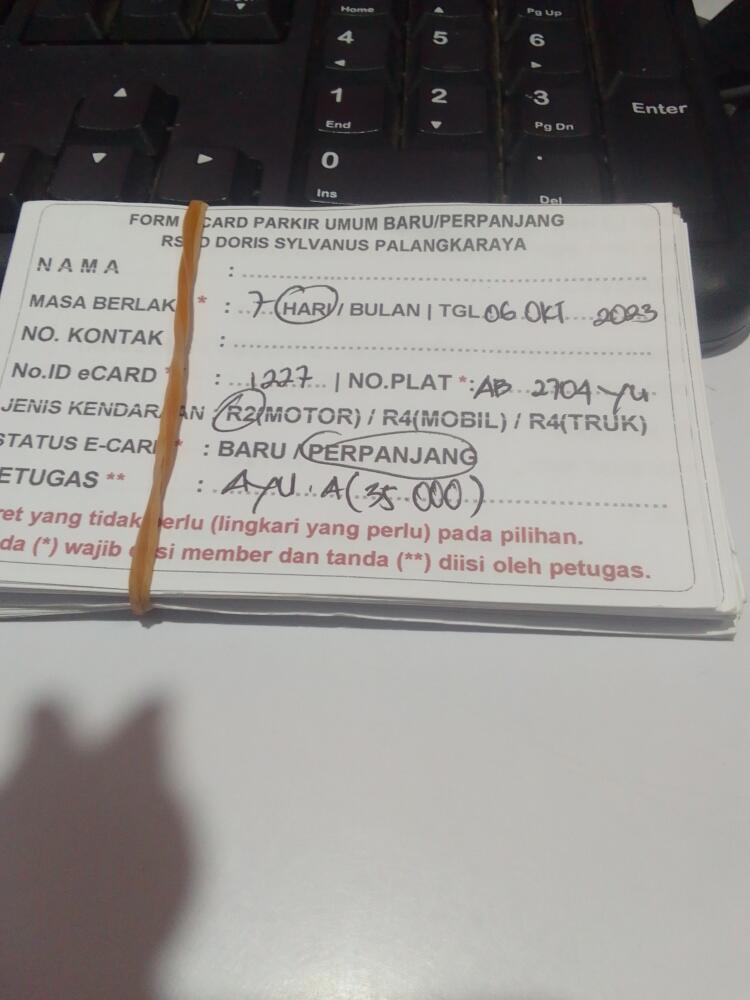 Home Pg Up
4 5 6
1 2 3 Enter
End Pg Dn
0 .
Ins Del
FORM CARD PARKIR UMUM BARU/PERPANJANG
RS D DORIS SYLVANUS PALANGKARAYA
NAMA : ................
MASA BERLAK * : 7 HARI / BULAN | TGL 06 OKT 2023
NO. KONTAK : ................
No.ID eCARD * : 1227 | NO.PLAT *: AB 2704 YU
JENIS KENDAR AN R2(MOTOR) / R4(MOBIL) / R4(TRUK)
STATUS E-CAR * : BARU / PERPANJANG
ETUGAS ** : AYU. A (35.000)
ret yang tidak erlu (lingkari yang perlu) pada pilihan.
da (*) wajib si member dan tanda (**) diisi oleh petugas.